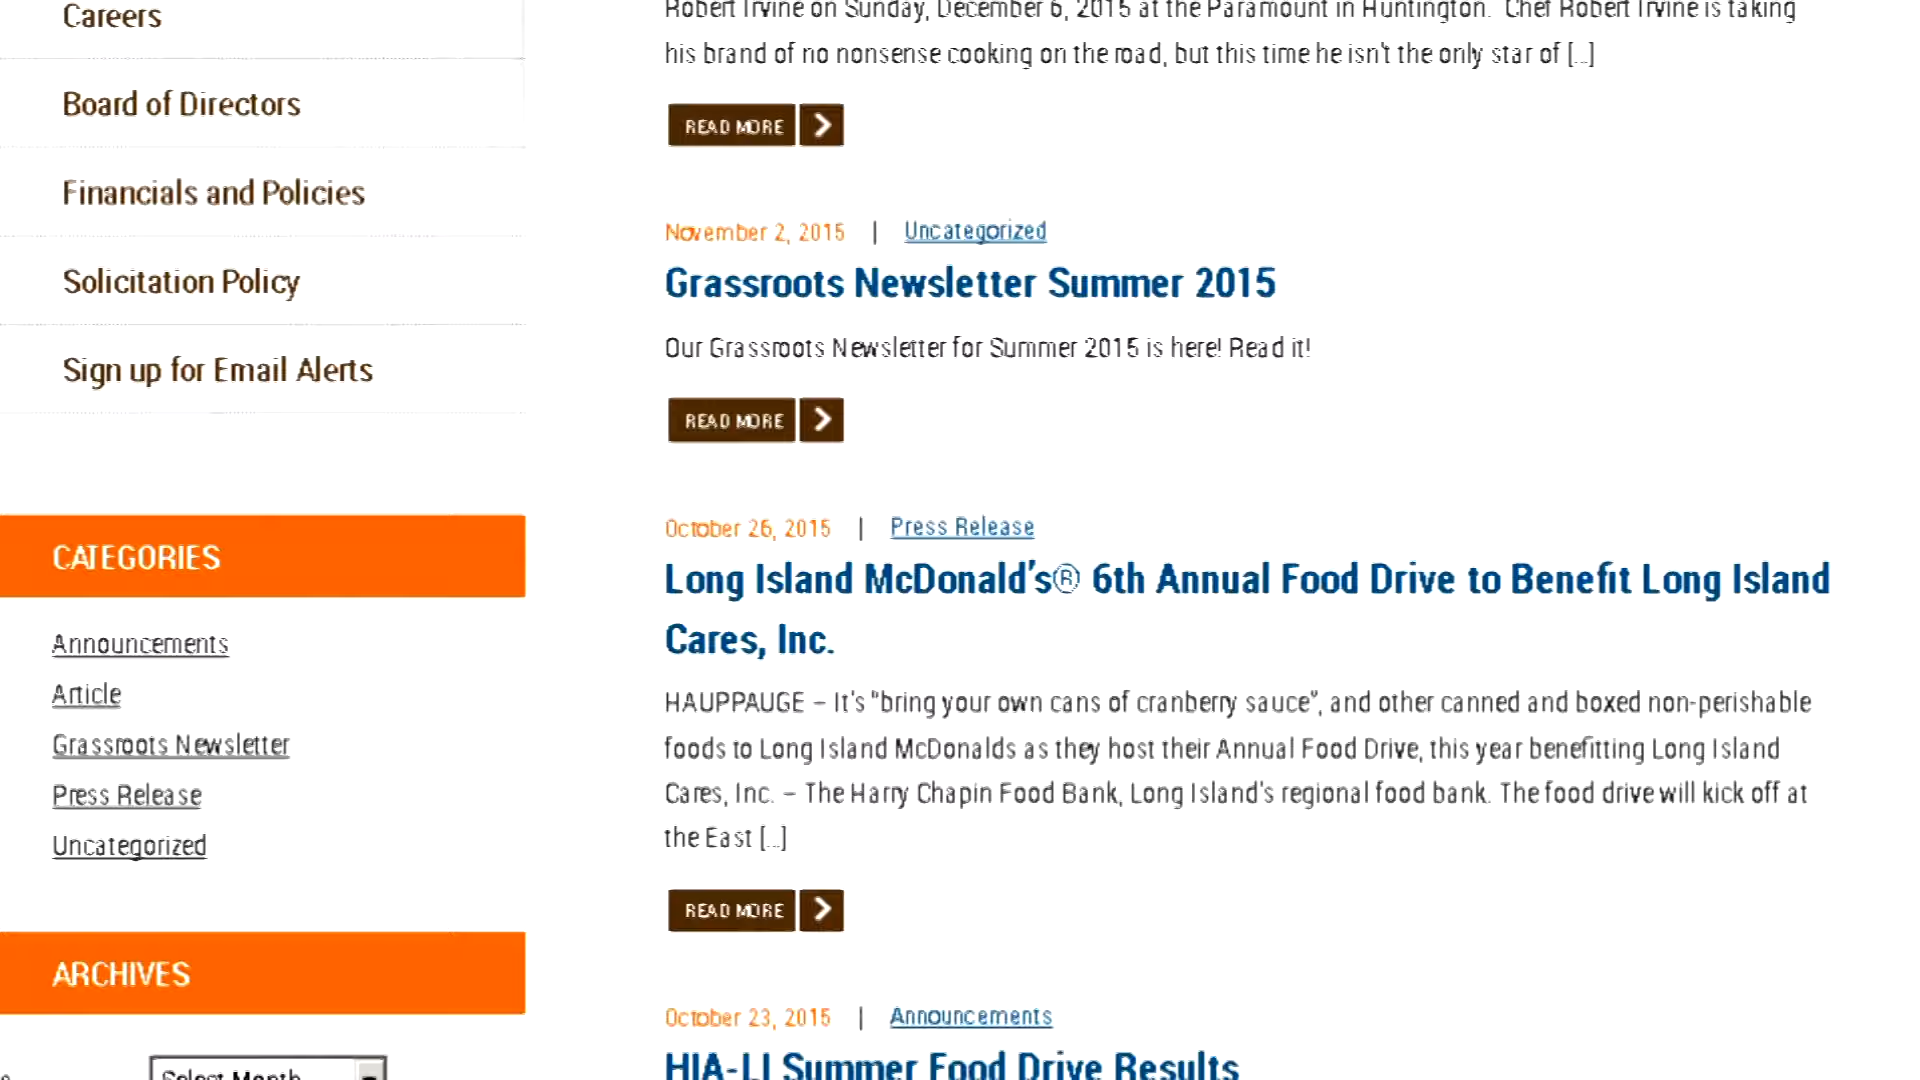 Careers
Board of Directors
Financials and Policies
Solicitation Policy
Sign up for Email Alerts
CATEGORIES
Announcements
Article
Grassroots Newsletter
Press Release
Uncategorized
ARCHIVES
Select Month
Robert Irvine on Sunday, December 6, 2015 at the Paramount in Huntington. Chef Robert Irvine is taking
his brand of no nonsense cooking on the road, but this time he isn't the only star of [...]
READ MORE
November 2, 2015 | Uncategorized
Grassroots Newsletter Summer 2015
Our Grassroots Newsletter for Summer 2015 is here! Read it!
READ MORE
October 26, 2015 | Press Release
Long Island McDonald's® 6th Annual Food Drive to Benefit Long Island
Cares, Inc.
HAUPPAUGE – It's "bring your own cans of cranberry sauce", and other canned and boxed non-perishable
foods to Long Island McDonalds as they host their Annual Food Drive, this year benefitting Long Island
Cares, Inc. – The Harry Chapin Food Bank, Long Island's regional food bank. The food drive will kick off at
the East [...]
READ MORE
October 23, 2015 | Announcements
HIA-LI Summer Food Drive Results